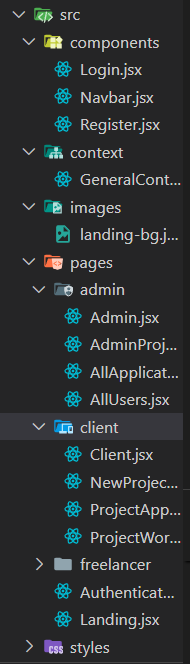 src
components
Login.jsx
Navbar.jsx
Register.jsx
context
GeneralCont...
images
landing-bg.j...
pages
admin
Admin.jsx
AdminProj...
AllApplicat...
AllUsers.jsx
client
Client.jsx
NewProjec...
ProjectApp...
ProjectWor...
freelancer
Authenticat...
Landing.jsx
styles